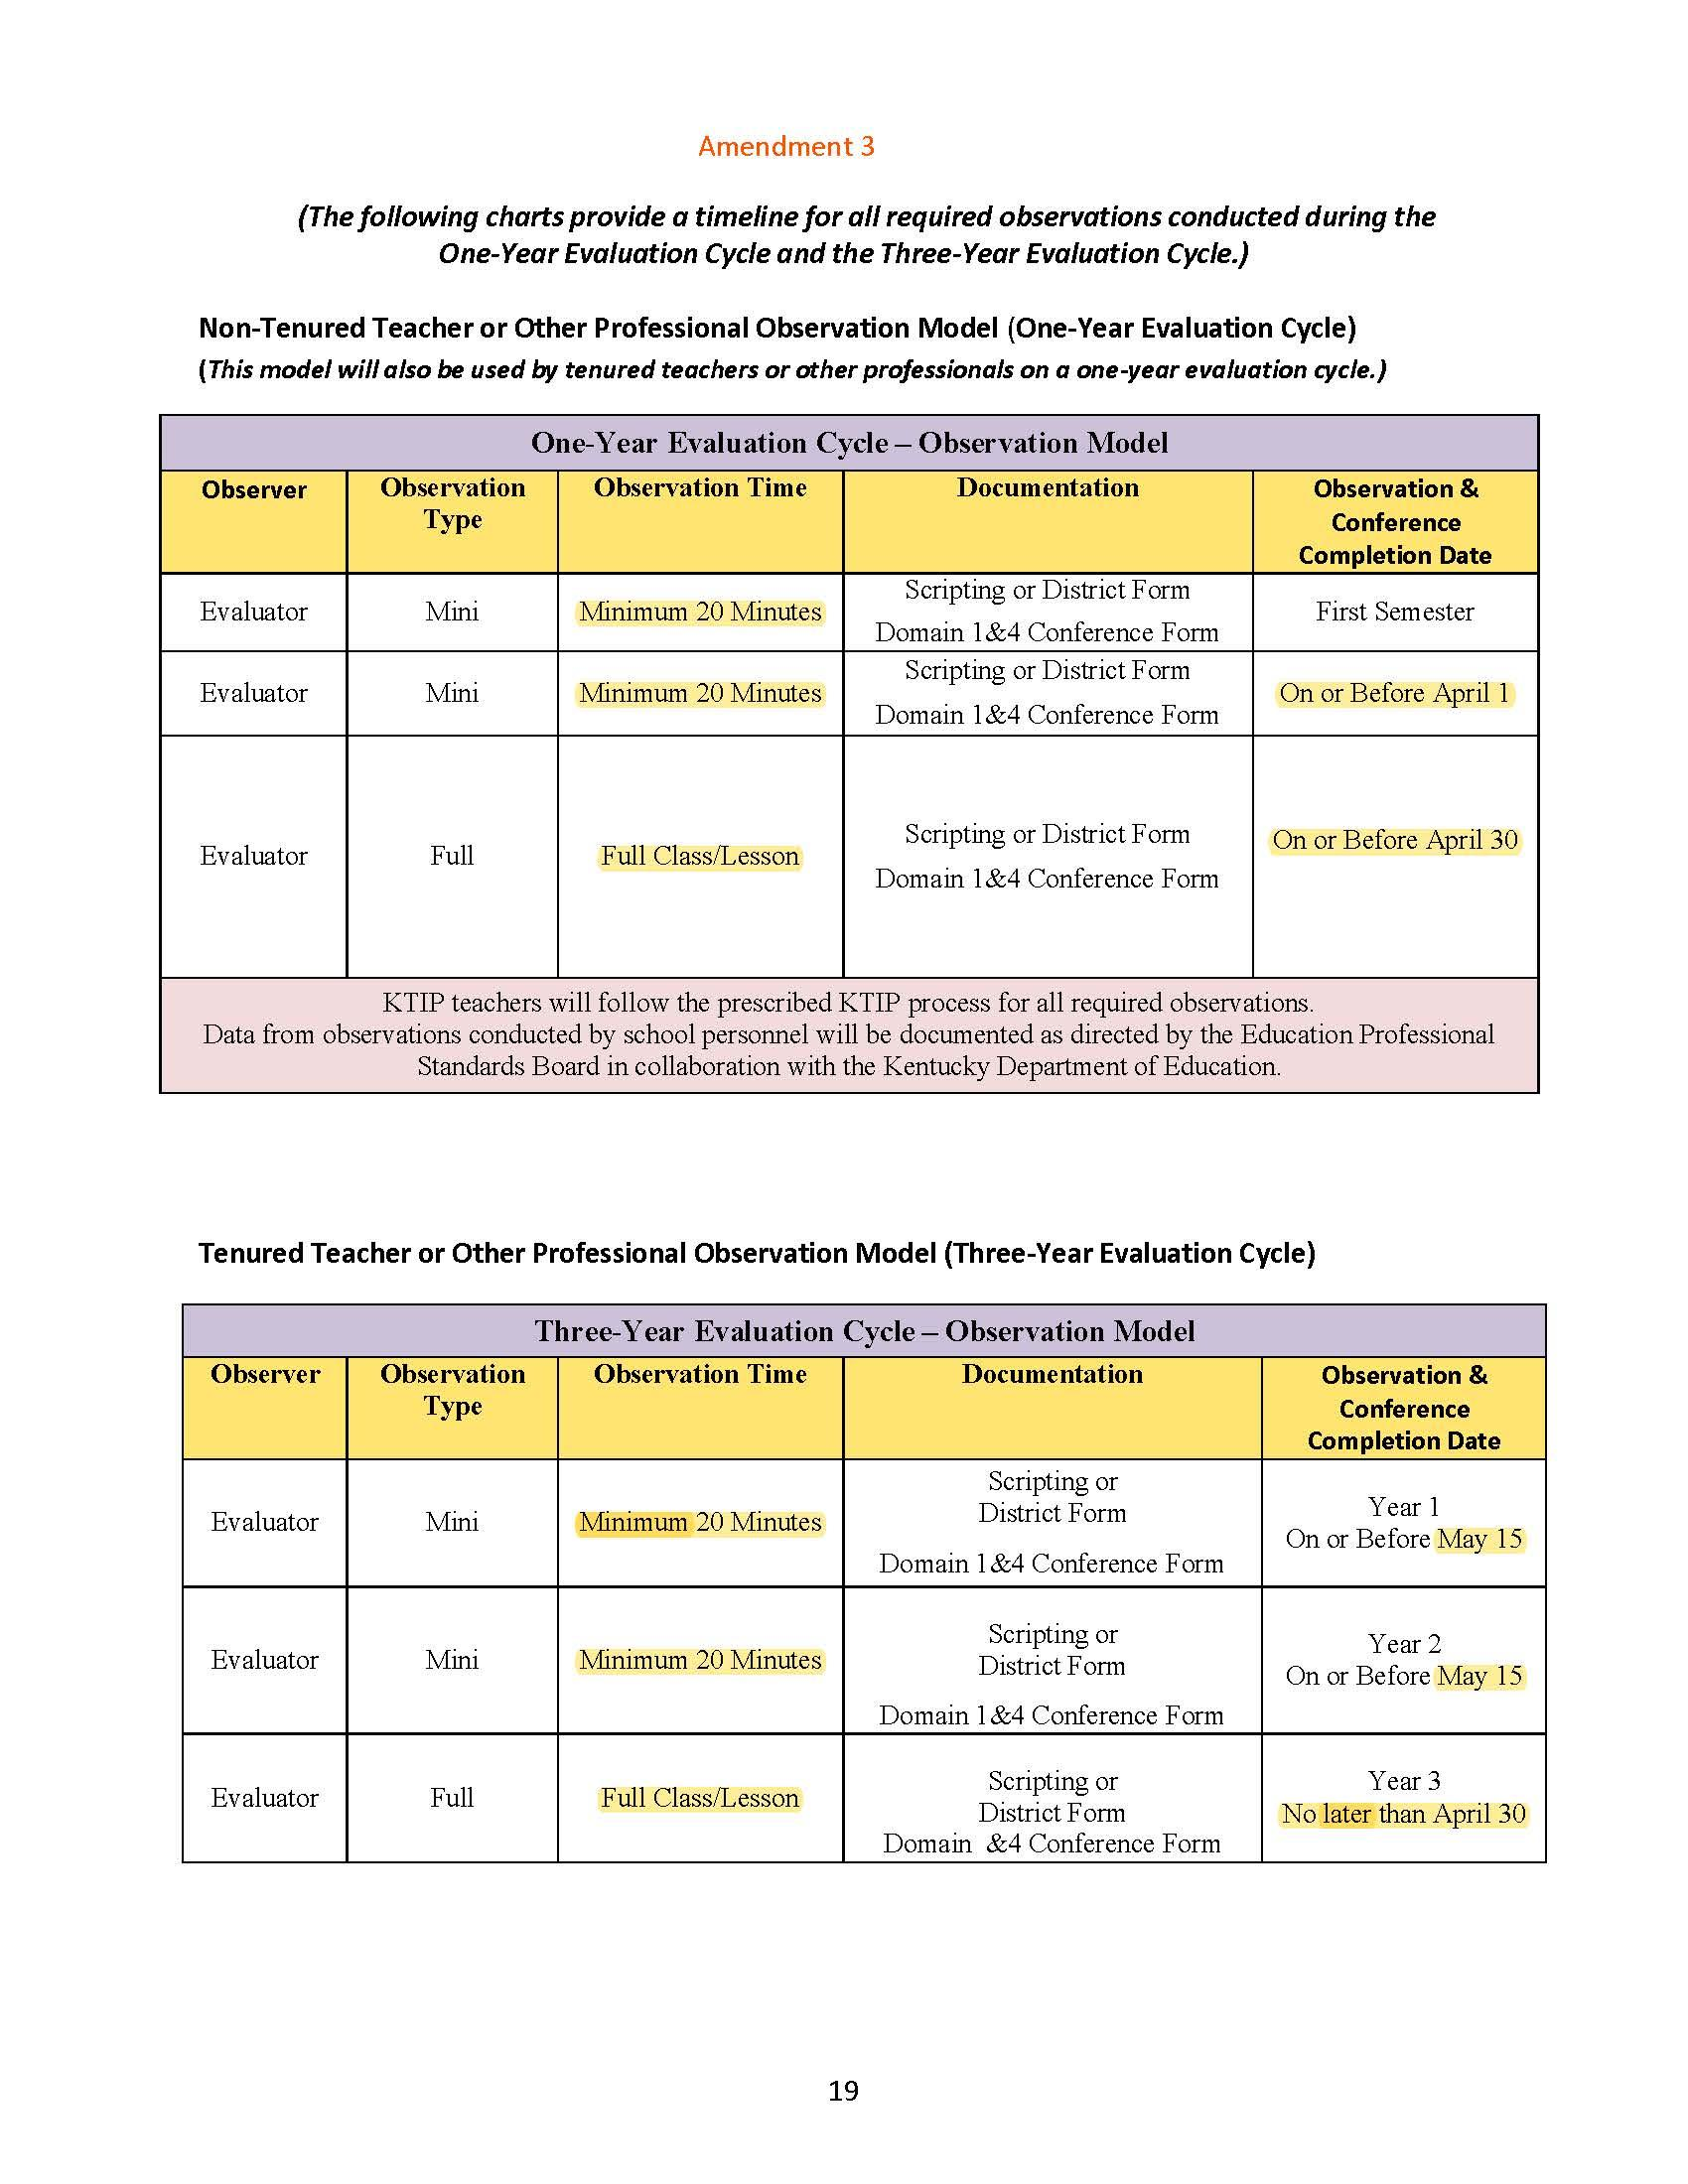 Amendment 3
(The following charts provide a timeline for all required observations conducted during the
One-Year Evaluation Cycle and the Three-Year Evaluation Cycle.)
Non-Tenured Teacher or Other Professional Observation Model (One-Year Evaluation Cycle)
(This model will also be used by tenured teachers or other professionals on a one-year evaluation cycle.)
One-Year Evaluation Cycle – Observation Model
Observer
Observation
Type
Observation Time
Documentation
Observation &
Conference
Completion Date
Evaluator
Mini
Minimum 20 Minutes
Scripting or District Form
Domain 1&4 Conference Form
First Semester
Evaluator
Mini
Minimum 20 Minutes
Scripting or District Form
Domain 1&4 Conference Form
On or Before April 1
Evaluator
Full
Full Class/Lesson
Scripting or District Form
Domain 1&4 Conference Form
On or Before April 30
KTIP teachers will follow the prescribed KTIP process for all required observations.
Data from observations conducted by school personnel will be documented as directed by the Education Professional
Standards Board in collaboration with the Kentucky Department of Education.
Tenured Teacher or Other Professional Observation Model (Three-Year Evaluation Cycle)
Three-Year Evaluation Cycle – Observation Model
Observer
Observation
Type
Observation Time
Documentation
Observation &
Conference
Completion Date
Evaluator
Mini
Minimum 20 Minutes
Scripting or
District Form
Domain 1&4 Conference Form
Year 1
On or Before May 15
Evaluator
Mini
Minimum 20 Minutes
Scripting or
District Form
Domain 1&4 Conference Form
Year 2
On or Before May 15
Evaluator
Full
Full Class/Lesson
Scripting or
District Form
Domain &4 Conference Form
Year 3
No later than April 30
19